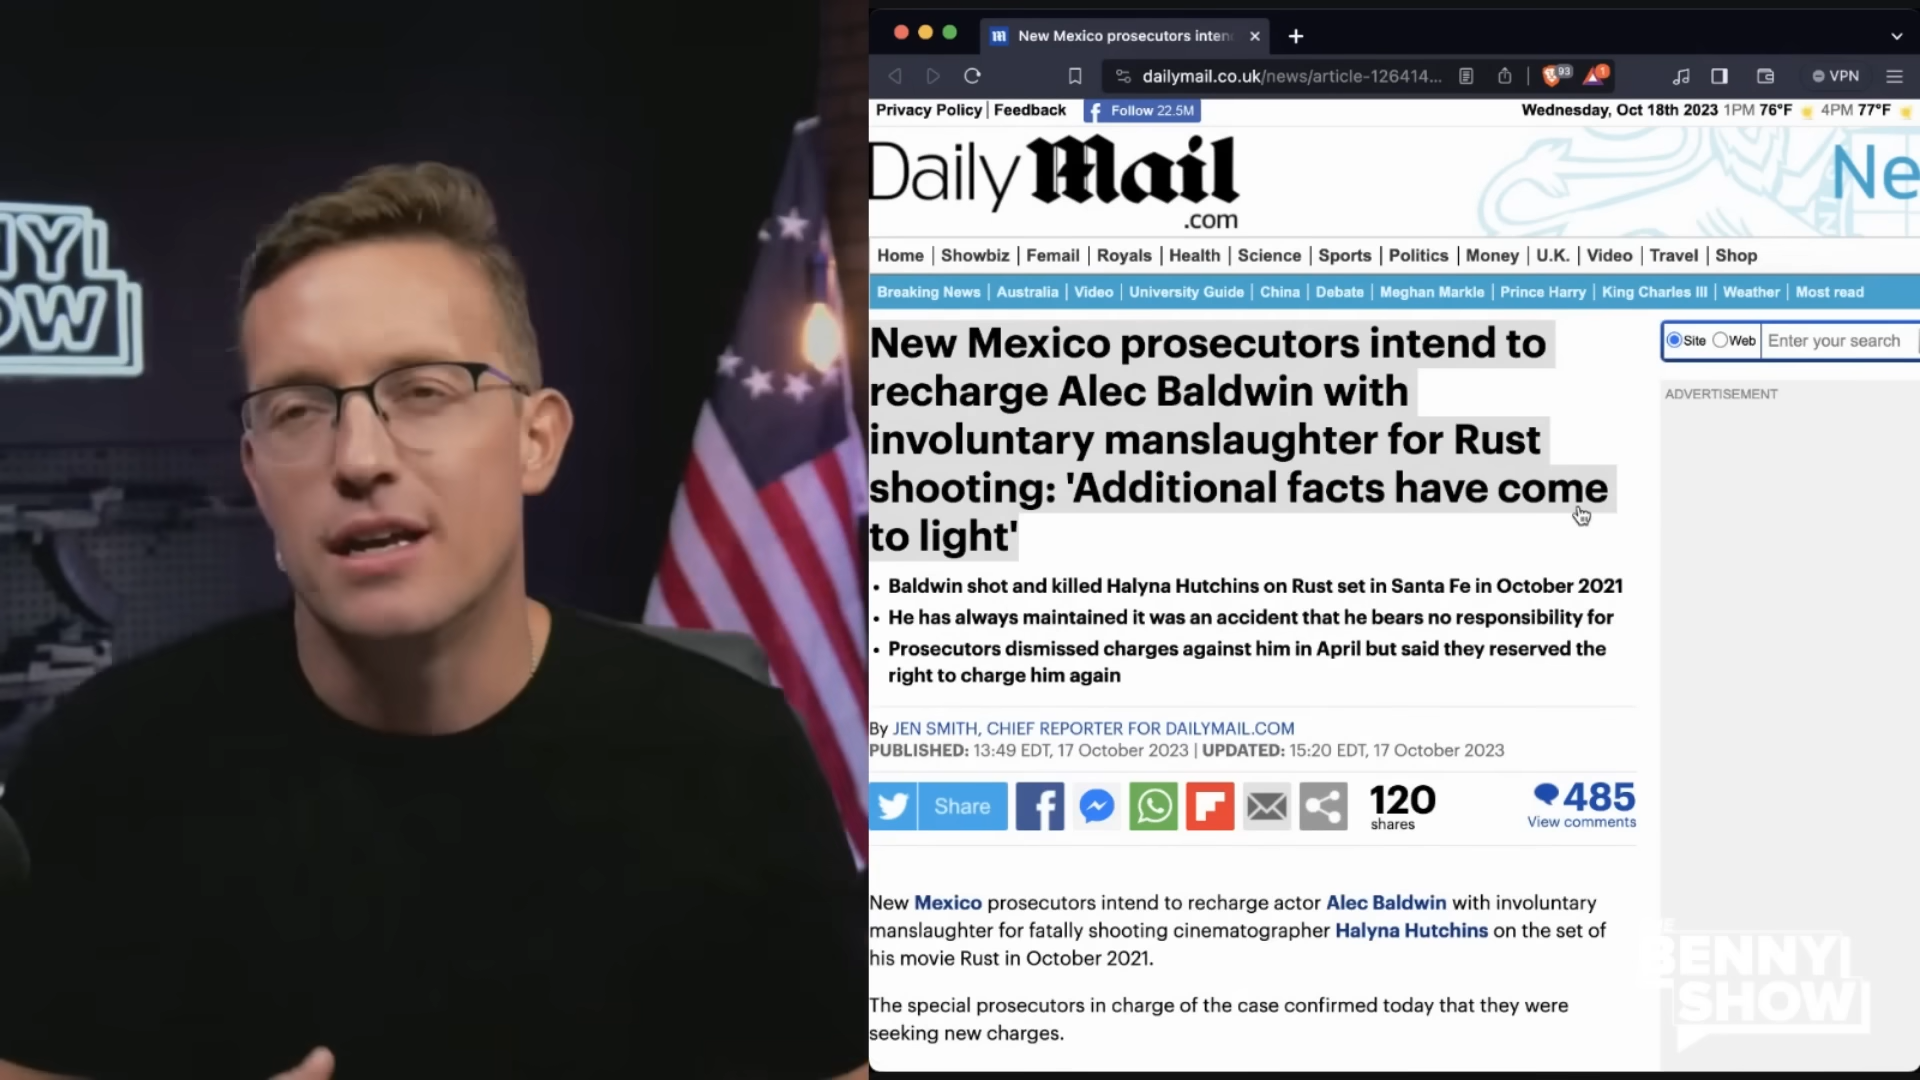 NY
OW
New Mexico prosecutors inten
dailymail.co.uk/news/article-126414...
93
1
VPN
Privacy Policy | Feedback
Follow 22.5M
Wednesday, Oct 18th 2023 1PM 76°F 4PM 77°F
Daily Mail
.com
Ne
Home | Showbiz | Femail | Royals | Health | Science | Sports | Politics | Money | U.K. | Video | Travel | Shop
Breaking News | Australia | Video | University Guide | China | Debate | Meghan Markle | Prince Harry | King Charles III | Weather | Most read
New Mexico prosecutors intend to
recharge Alec Baldwin with
involuntary manslaughter for Rust
shooting: 'Additional facts have come
to light'
Site Web Enter your search
ADVERTISEMENT
• Baldwin shot and killed Halyna Hutchins on Rust set in Santa Fe in October 2021
• He has always maintained it was an accident that he bears no responsibility for
• Prosecutors dismissed charges against him in April but said they reserved the
right to charge him again
By JEN SMITH, CHIEF REPORTER FOR DAILYMAIL.COM
PUBLISHED: 13:49 EDT, 17 October 2023 | UPDATED: 15:20 EDT, 17 October 2023
Share
120
shares
485
View comments
New Mexico prosecutors intend to recharge actor Alec Baldwin with involuntary
manslaughter for fatally shooting cinematographer Halyna Hutchins on the set of
his movie Rust in October 2021.
The special prosecutors in charge of the case confirmed today that they were
seeking new charges.
THE
BENNY
SHOW